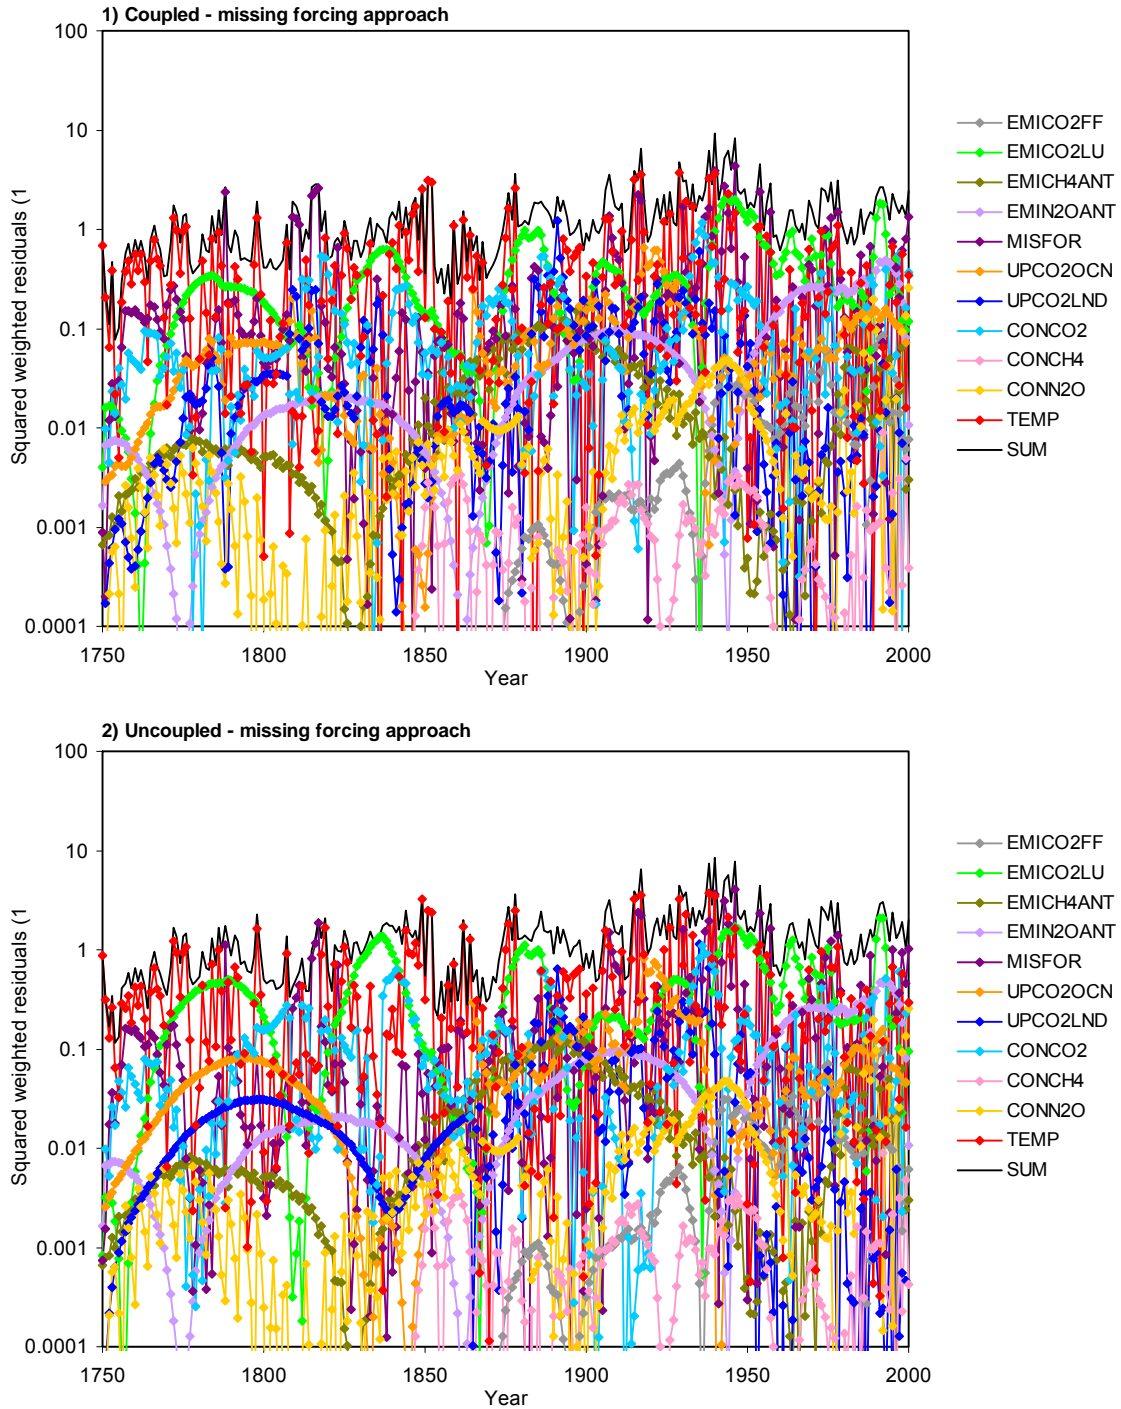 1) Coupled - missing forcing approach
100
10
1
0.1
0.01
0.001
0.0001
Squared weighted residuals (1
1750
1800
1850
1900
1950
2000
Year
EMICO2FF
EMICO2LU
EMICH4ANT
EMIN2OANT
MISFOR
UPCO2OCN
UPCO2LND
CONCO2
CONCH4
CONN2O
TEMP
SUM
2) Uncoupled - missing forcing approach
100
10
1
0.1
0.01
0.001
0.0001
Squared weighted residuals (1
1750
1800
1850
1900
1950
2000
Year
EMICO2FF
EMICO2LU
EMICH4ANT
EMIN2OANT
MISFOR
UPCO2OCN
UPCO2LND
CONCO2
CONCH4
CONN2O
TEMP
SUM